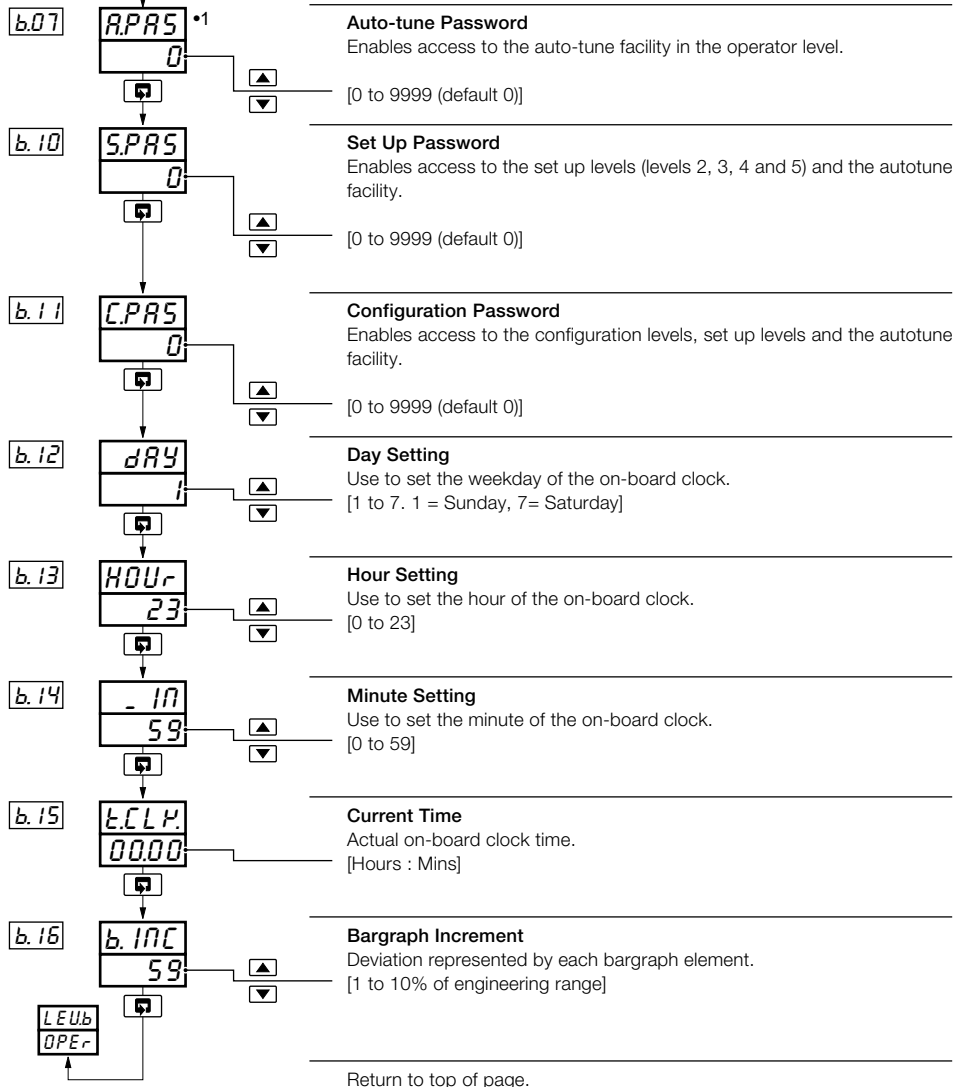 b.07
A.PAS •1
0
Auto-tune Password
Enables access to the auto-tune facility in the operator level.
[0 to 9999 (default 0)]
b.10
S.PAS
0
Set Up Password
Enables access to the set up levels (levels 2, 3, 4 and 5) and the autotune
facility.
[0 to 9999 (default 0)]
b.11
C.PAS
0
Configuration Password
Enables access to the configuration levels, set up levels and the autotune
facility.
[0 to 9999 (default 0)]
b.12
dAY
1
Day Setting
Use to set the weekday of the on-board clock.
[1 to 7. 1 = Sunday, 7= Saturday]
b.13
HOUr
23
Hour Setting
Use to set the hour of the on-board clock.
[0 to 23]
b.14
_ IN
59
Minute Setting
Use to set the minute of the on-board clock.
[0 to 59]
b.15
t.CLK.
00.00
Current Time
Actual on-board clock time.
[Hours : Mins]
b.16
b.INC
59
Bargraph Increment
Deviation represented by each bargraph element.
[1 to 10% of engineering range]
LEV.b
OPEr
Return to top of page.